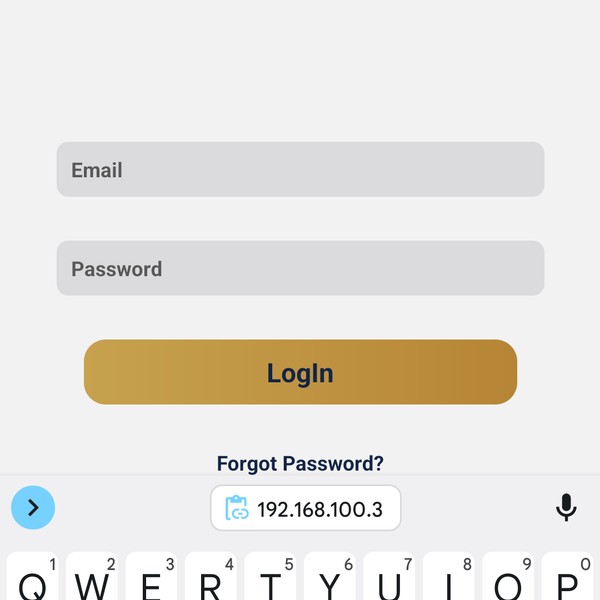 Email
Password
LogIn
Forgot Password?
192.168.100.3
1 2 3 4 5 6 7 8 9 0
Q W E R T Y U I O P